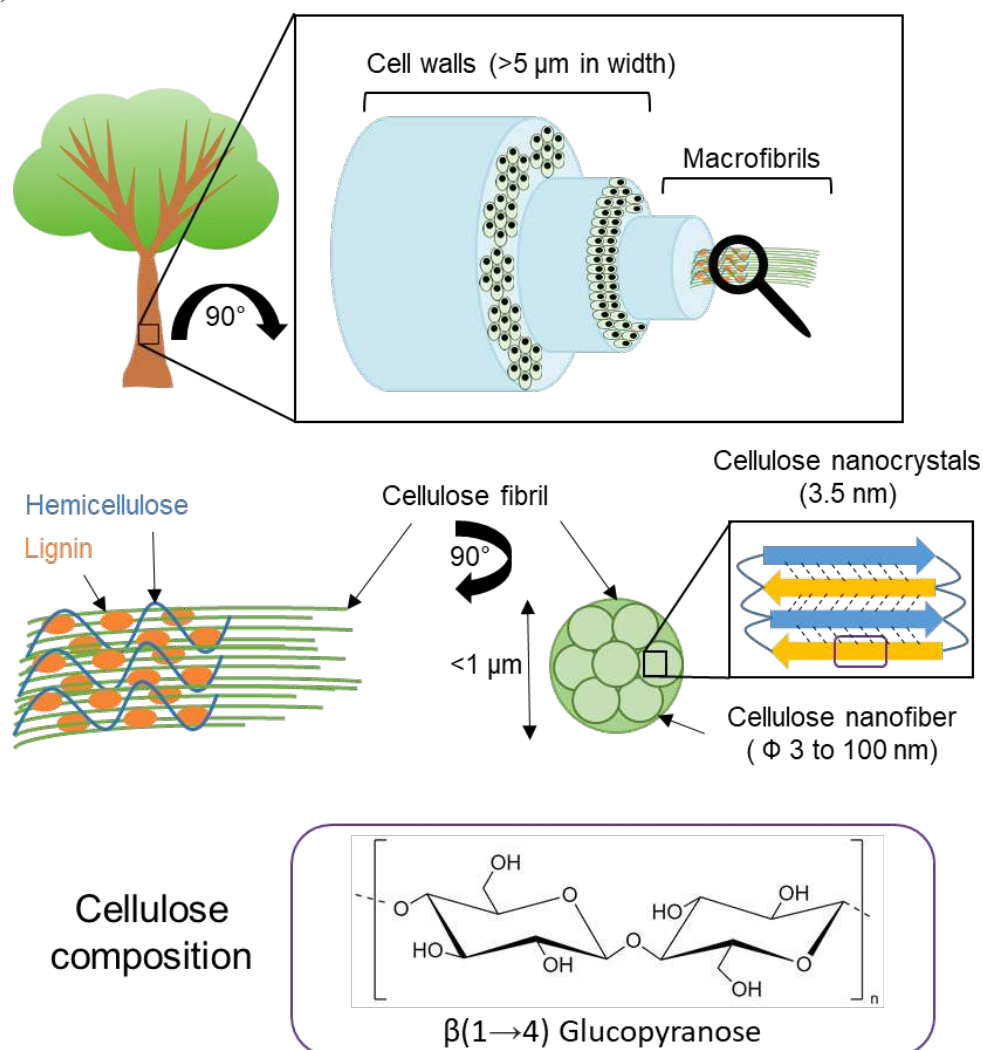 Cell walls (>5 µm in width)
Macrofibrils
90°
Cellulose nanocrystals
(3.5 nm)
Hemicellulose
Cellulose fibril
Lignin
90°
<1 µm
Cellulose nanofiber
( Φ 3 to 100 nm)
Cellulose
composition
OH
O
O
HO
OH
O
HO
OH
O
OH
n
β(1→4) Glucopyranose